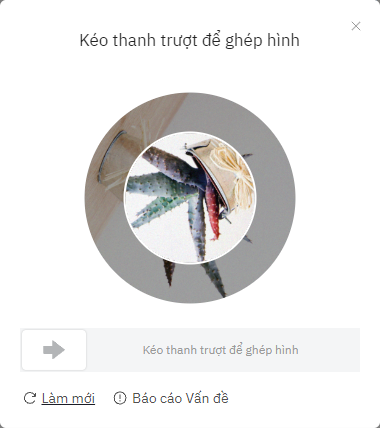 Kéo thanh trượt để ghép hình
Kéo thanh trượt để ghép hình
Làm mới Báo cáo Vấn đề